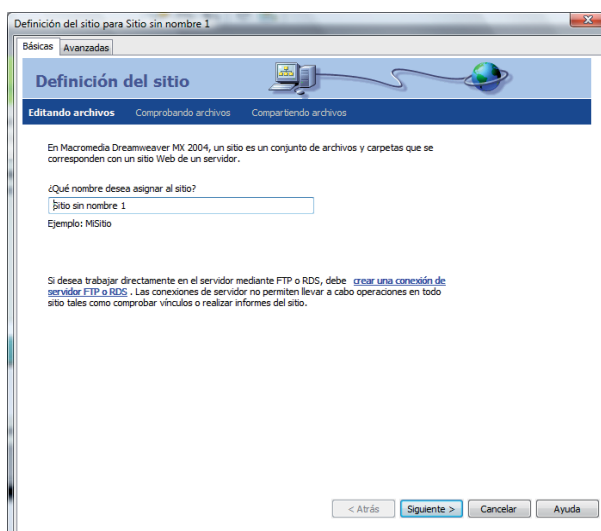 Definición del sitio para Sitio sin nombre 1
Básicas Avanzadas
Definición del sitio
Editando archivos Comprobando archivos Compartiendo archivos
En Macromedia Dreamweaver MX 2004, un sitio es un conjunto de archivos y carpetas que se
corresponden con un sitio Web de un servidor.
¿Qué nombre desea asignar al sitio?
Sitio sin nombre 1
Ejemplo: MiSitio
Si desea trabajar directamente en el servidor mediante FTP o RDS, debe crear una conexión de
servidor FTP o RDS . Las conexiones de servidor no permiten llevar a cabo operaciones en todo
sitio tales como comprobar vínculos o realizar informes del sitio.
< Atrás Siguiente > Cancelar Ayuda